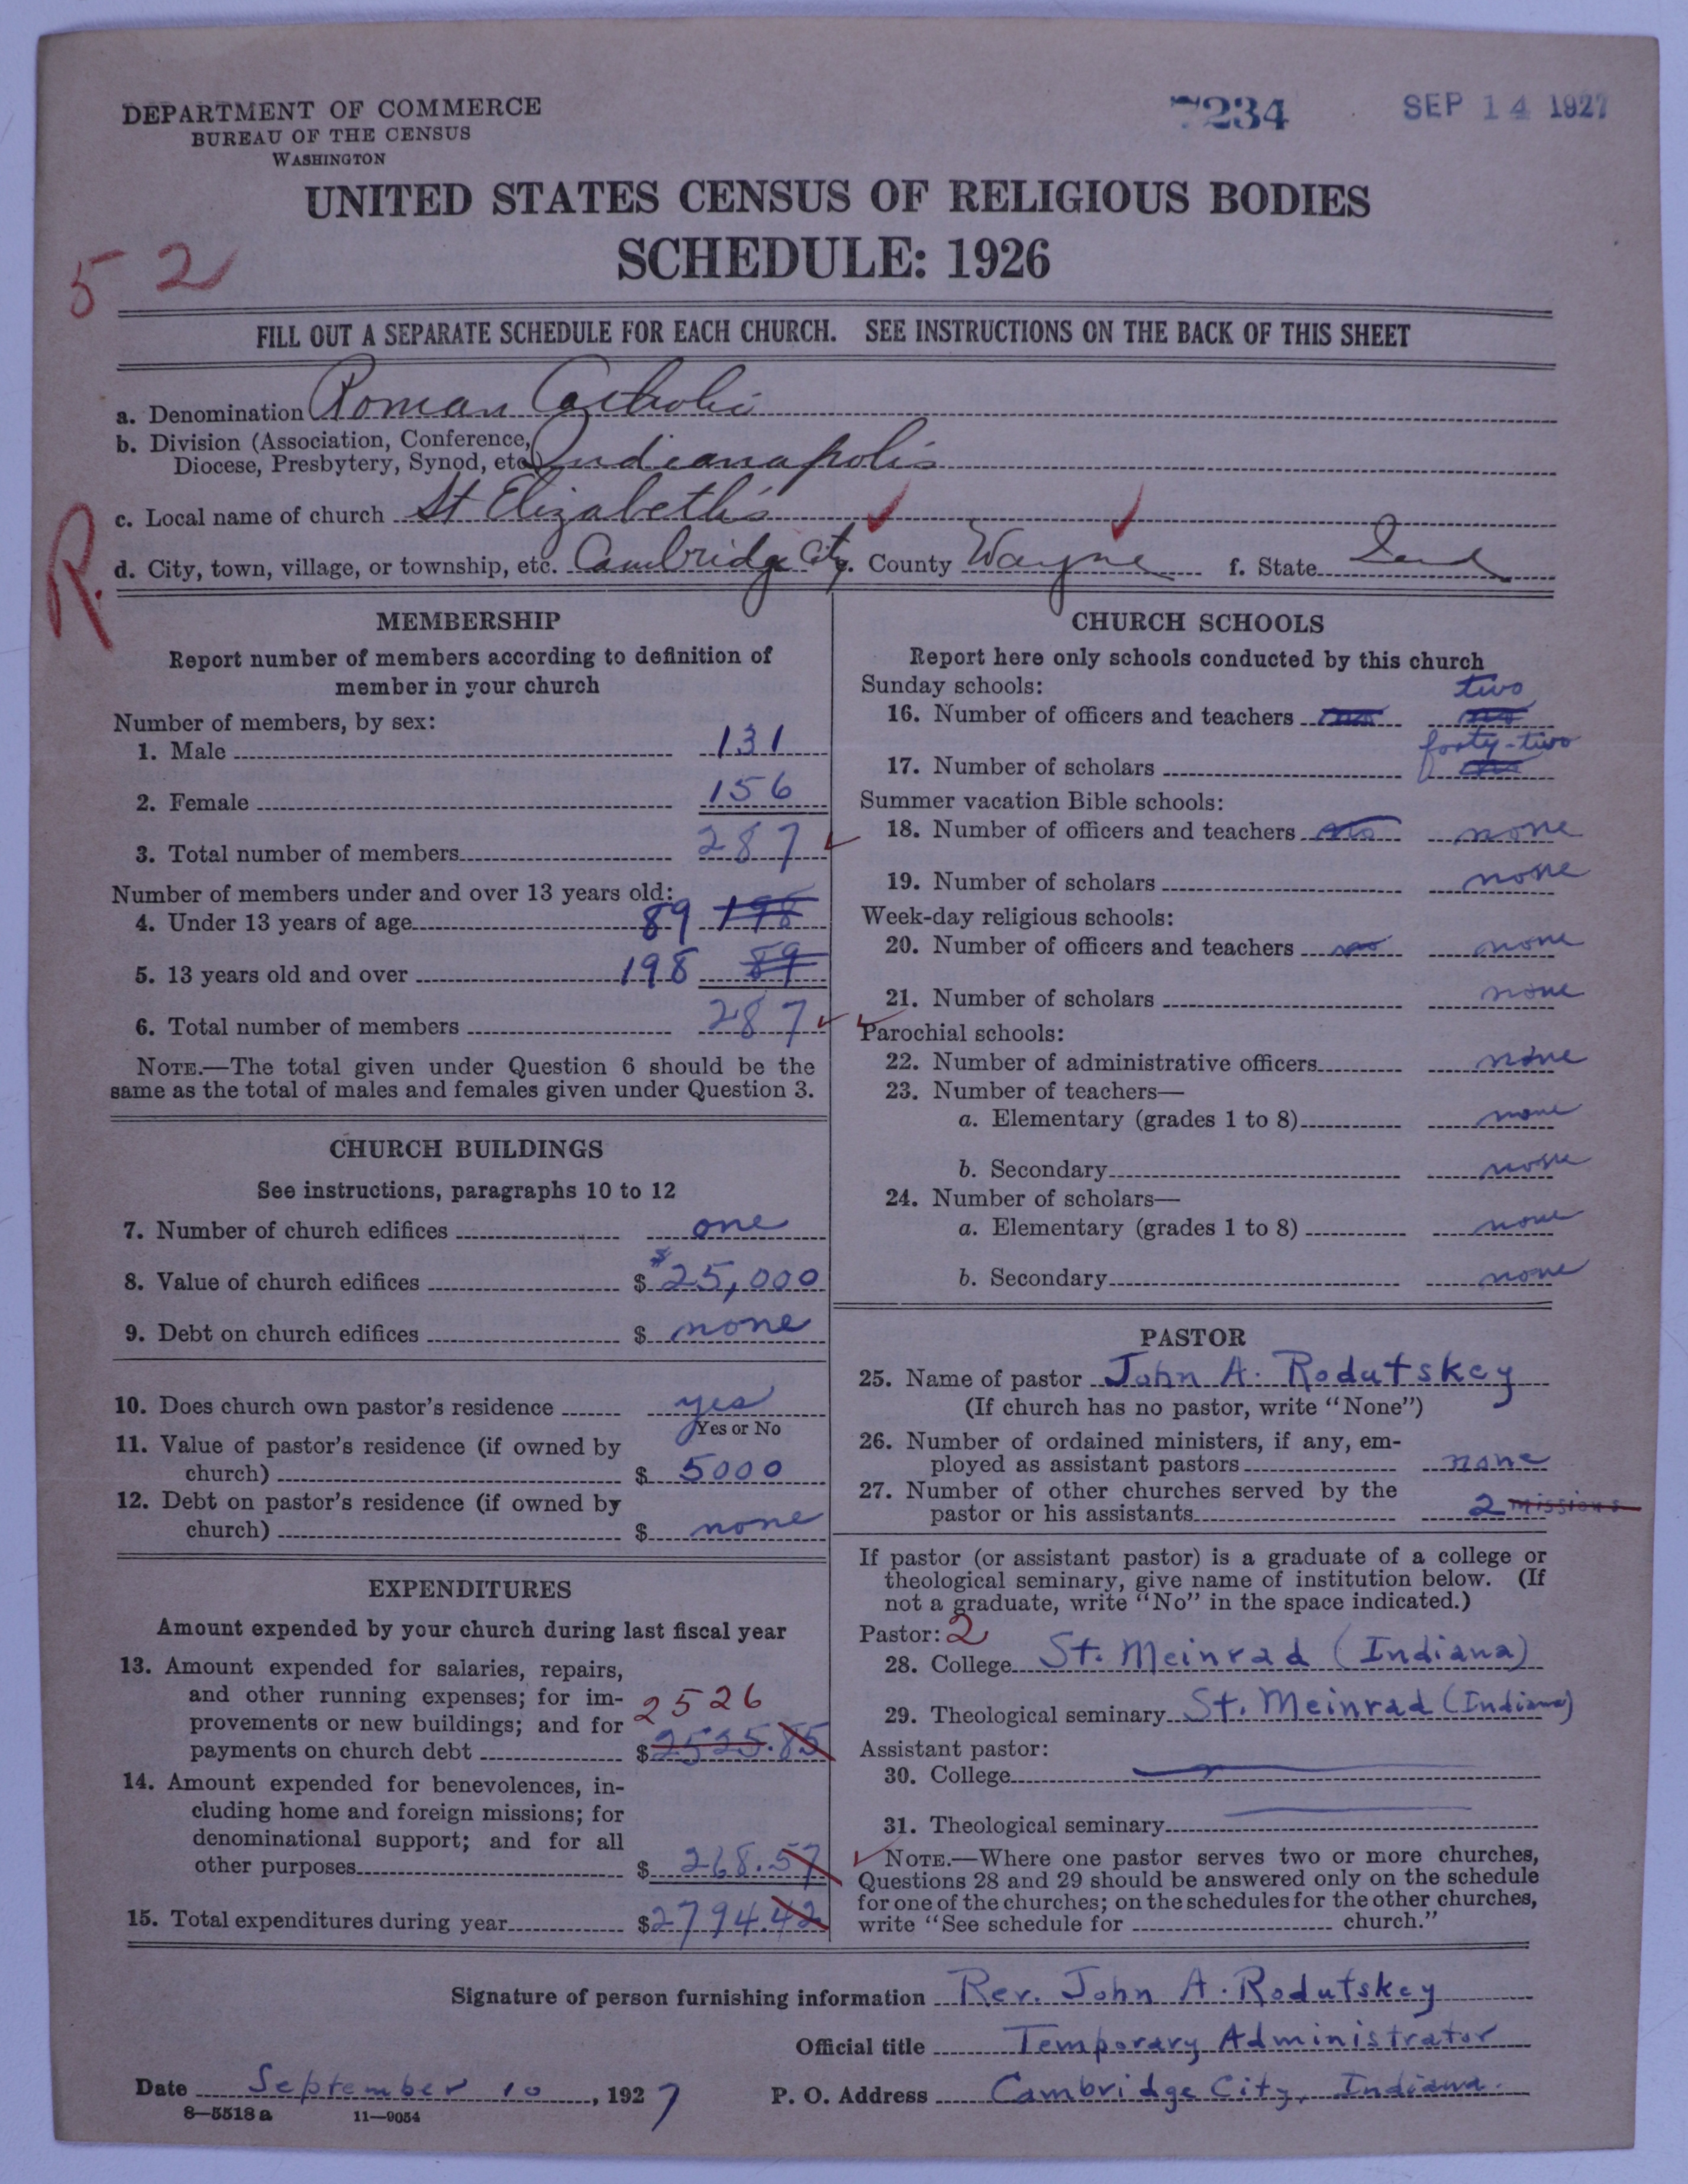 DEPARTMENT OF COMMERCE
BUREAU OF THE CENSUS
WASHINGTON
7234
SEP 14 1927
UNITED STATES CENSUS OF RELIGIOUS BODIES
SCHEDULE: 1926
52
FILL OUT A SEPARATE SCHEDULE FOR EACH CHURCH. SEE INSTRUCTIONS ON THE BACK OF THIS SHEET
a. Denomination Roman Catholic
b. Division (Association, Conference,
Diocese, Presbytery, Synod, etc.) Indianapolis
c. Local name of church St Elizabeth's
R.
d. City, town, village, or township, etc. Cambridge City. County Wayne f. State Ind
MEMBERSHIP
Report number of members according to definition of
member in your church
Number of members, by sex:
1. Male 131
2. Female 156
3. Total number of members 287
Number of members under and over 13 years old:
4. Under 13 years of age 89 198
5. 13 years old and over 198 89
6. Total number of members 287
NOTE.—The total given under Question 6 should be the
same as the total of males and females given under Question 3.
CHURCH BUILDINGS
See instructions, paragraphs 10 to 12
7. Number of church edifices one
8. Value of church edifices $ $25,000
9. Debt on church edifices $ none
10. Does church own pastor's residence yes
Yes or No
11. Value of pastor's residence (if owned by
church) $ 5000
12. Debt on pastor's residence (if owned by
church) $ none
EXPENDITURES
Amount expended by your church during last fiscal year
13. Amount expended for salaries, repairs,
and other running expenses; for im-
provements or new buildings; and for 2526
payments on church debt $2525.85
14. Amount expended for benevolences, in-
cluding home and foreign missions; for
denominational support; and for all
other purposes $ 268.57
15. Total expenditures during year $2794.42
CHURCH SCHOOLS
Report here only schools conducted by this church
Sunday schools: two
16. Number of officers and teachers
forty-two
17. Number of scholars
Summer vacation Bible schools:
18. Number of officers and teachers no none
19. Number of scholars none
Week-day religious schools:
20. Number of officers and teachers no none
21. Number of scholars none
Parochial schools:
22. Number of administrative officers none
23. Number of teachers—
a. Elementary (grades 1 to 8) none
b. Secondary none
24. Number of scholars—
a. Elementary (grades 1 to 8) none
b. Secondary none
PASTOR
25. Name of pastor John A. Rodutskey
(If church has no pastor, write "None")
26. Number of ordained ministers, if any, em-
ployed as assistant pastors none
27. Number of other churches served by the
pastor or his assistants 2 missions
If pastor (or assistant pastor) is a graduate of a college or
theological seminary, give name of institution below. (If
not a graduate, write "No" in the space indicated.)
Pastor: 2
28. College St. Meinrad (Indiana)
29. Theological seminary St. Meinrad (Indiana)
Assistant pastor:
30. College
31. Theological seminary
NOTE.—Where one pastor serves two or more churches,
Questions 28 and 29 should be answered only on the schedule
for one of the churches; on the schedules for the other churches,
write "See schedule for church."
Signature of person furnishing information Rev. John A. Rodutskey
Official title Temporary Administrator
Date September 10, 1927
P. O. Address Cambridge City, Indiana.
8—5518 a 11—9054